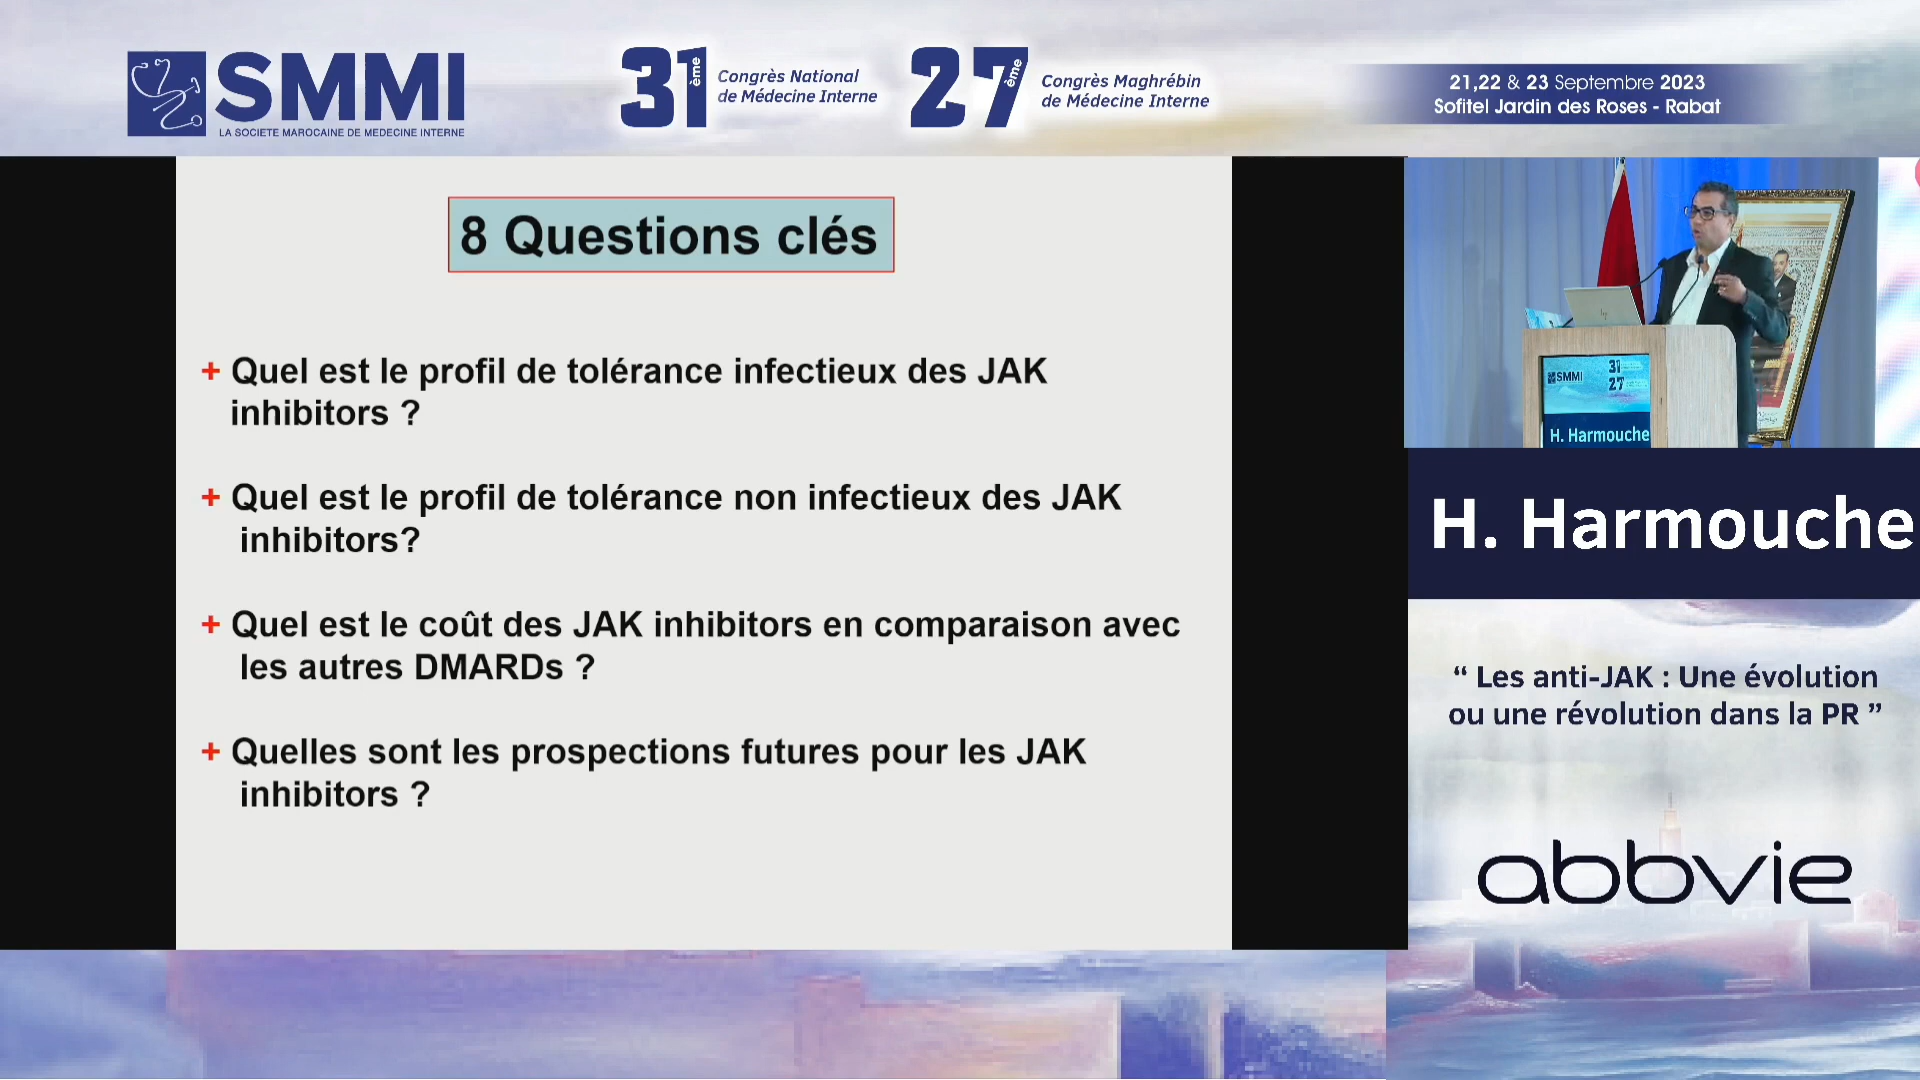 SMMI
LA SOCIETE MAROCAINE DE MEDECINE INTERNE
31ème
Congrès National
de Médecine Interne
27ème
Congrès Maghrébin
de Médecine Interne
21,22 & 23 Septembre 2023
Sofitel Jardin des Roses - Rabat
8 Questions clés
+ Quel est le profil de tolérance infectieux des JAK
inhibitors ?
+ Quel est le profil de tolérance non infectieux des JAK
inhibitors?
+ Quel est le coût des JAK inhibitors en comparaison avec
les autres DMARDs ?
+ Quelles sont les prospections futures pour les JAK
inhibitors ?
SMMI
31
27
H. Harmouche
H. Harmouche
“ Les anti-JAK : Une évolution
ou une révolution dans la PR ”
abbvie